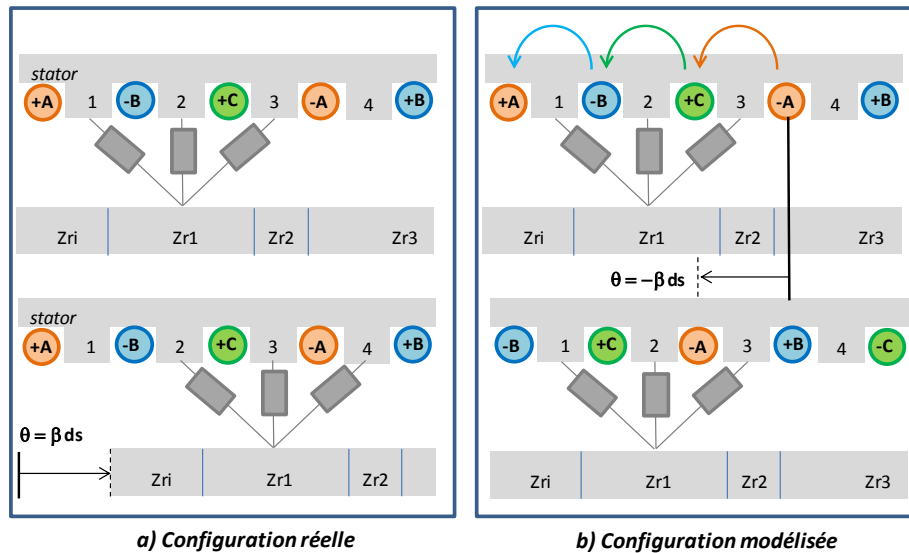 stator
+A 1 -B 2 +C 3 -A 4 +B
Zri Zr1 Zr2 Zr3
stator
+A 1 -B 2 +C 3 -A 4 +B
θ = β ds
Zri Zr1 Zr2
a) Configuration réelle
+A 1 -B 2 +C 3 -A 4 +B
Zri Zr1 Zr2 Zr3
θ = −β ds
-B 1 +C 2 -A 3 +B 4 -C
Zri Zr1 Zr2 Zr3
b) Configuration modélisée